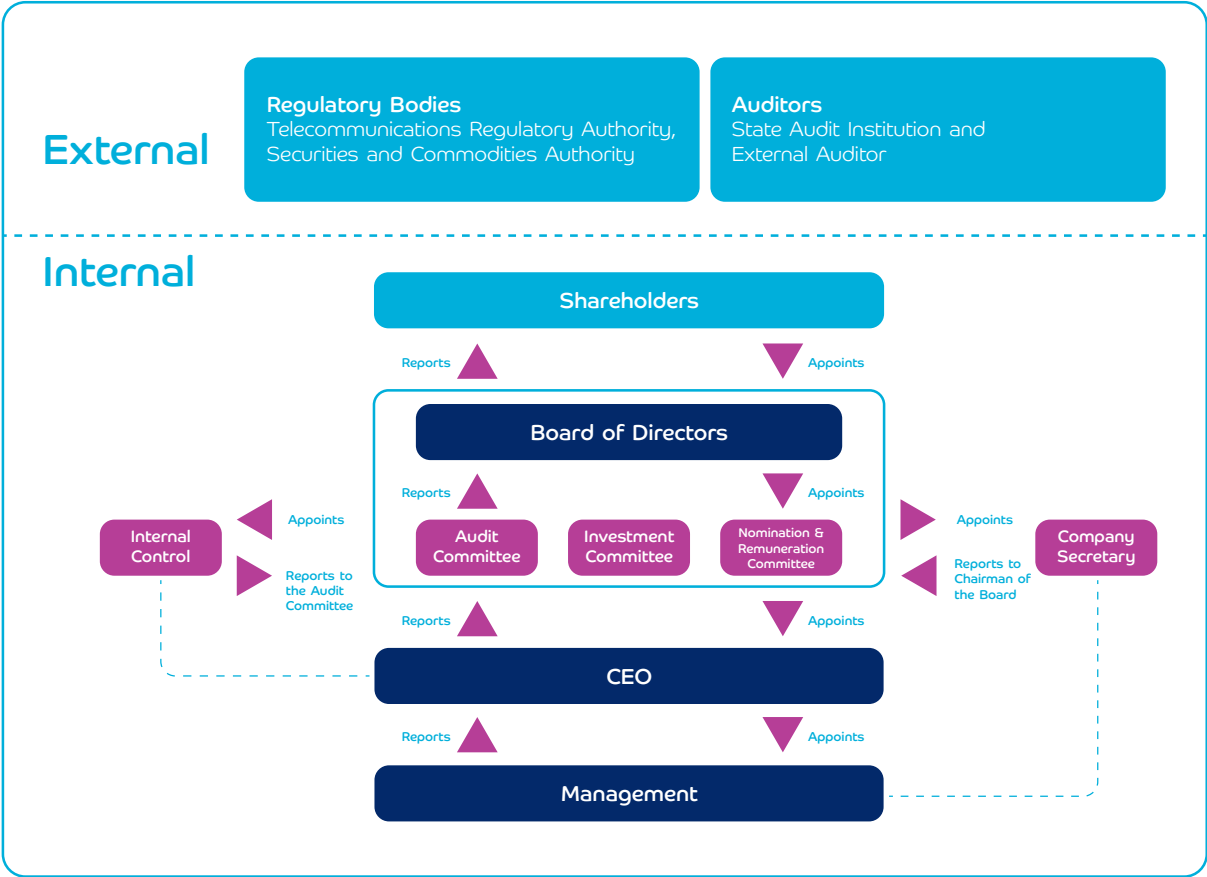 External
Regulatory Bodies
Telecommunications Regulatory Authority,
Securities and Commodities Authority
Auditors
State Audit Institution and
External Auditor
Internal
Shareholders
Reports
Appoints
Board of Directors
Reports
Appoints
Internal
Control
Appoints
Reports to
the Audit
Committee
Audit
Committee
Investment
Committee
Nomination &
Remuneration
Committee
Appoints
Reports to
Chairman of
the Board
Company
Secretary
Reports
Appoints
CEO
Reports
Appoints
Management